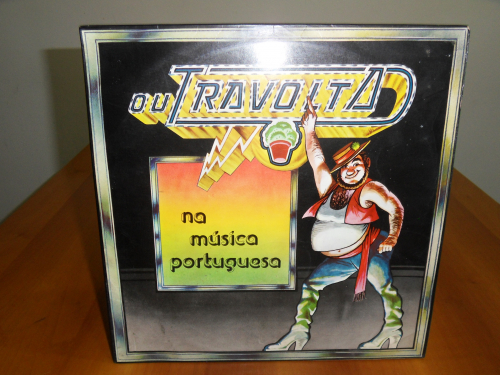 OU TRAVOLTA
na
música
portuguesa